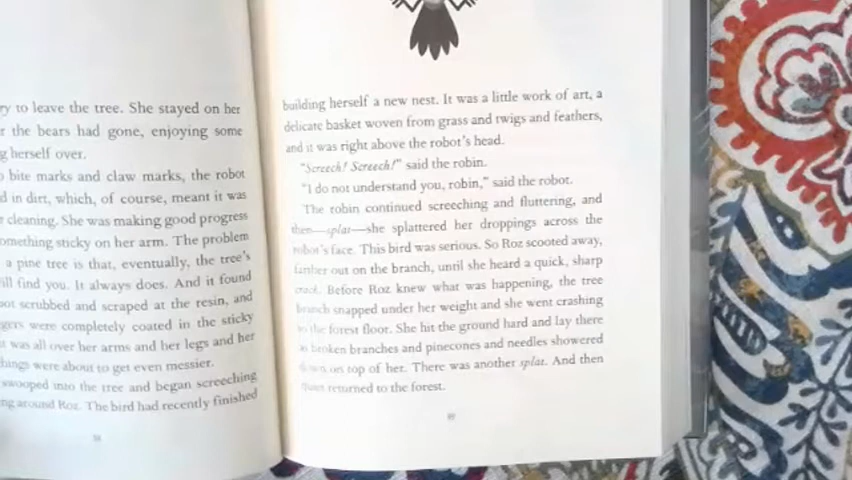 ry to leave the tree. She stayed on her
r the bears had gone, enjoying some
g herself over.
bite marks and claw marks, the robot
d in dirt, which, of course, meant it was
r cleaning. She was making good progress
omething sticky on her arm. The problem
a pine tree is that, eventually, the tree's
ill find you. It always does. And it found
ot scrubbed and scraped at the resin, and
gers were completely coated in the sticky
t was all over her arms and her legs and her
hings were about to get even messier.
swooped into the tree and began screeching
ng around Roz. The bird had recently finished
building herself a new nest. It was a little work of art, a
delicate basket woven from grass and twigs and feathers,
and it was right above the robot's head.
"Screech! Screech!" said the robin.
"I do not understand you, robin," said the robot.
The robin continued screeching and fluttering, and
then—splat—she splattered her droppings across the
robot's face. This bird was serious. So Roz scooted away,
farther out on the branch, until she heard a quick, sharp
crack. Before Roz knew what was happening, the tree
branch snapped under her weight and she went crashing
to the forest floor. She hit the ground hard and lay there
as broken branches and pinecones and needles showered
down on top of her. There was another splat. And then
quiet returned to the forest.